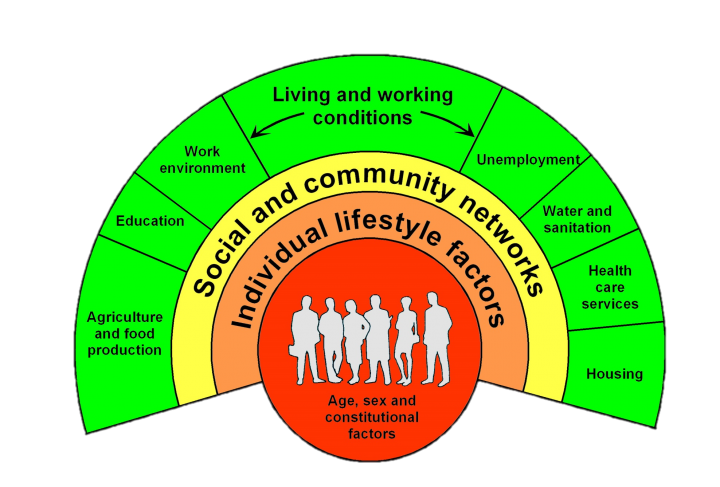 Living and working
conditions
Work
environment
Unemployment
Education
Water and
sanitation
Agriculture
and food
production
Health
care
services
Housing
Social and community networks
Individual lifestyle factors
Age, sex and
constitutional
factors